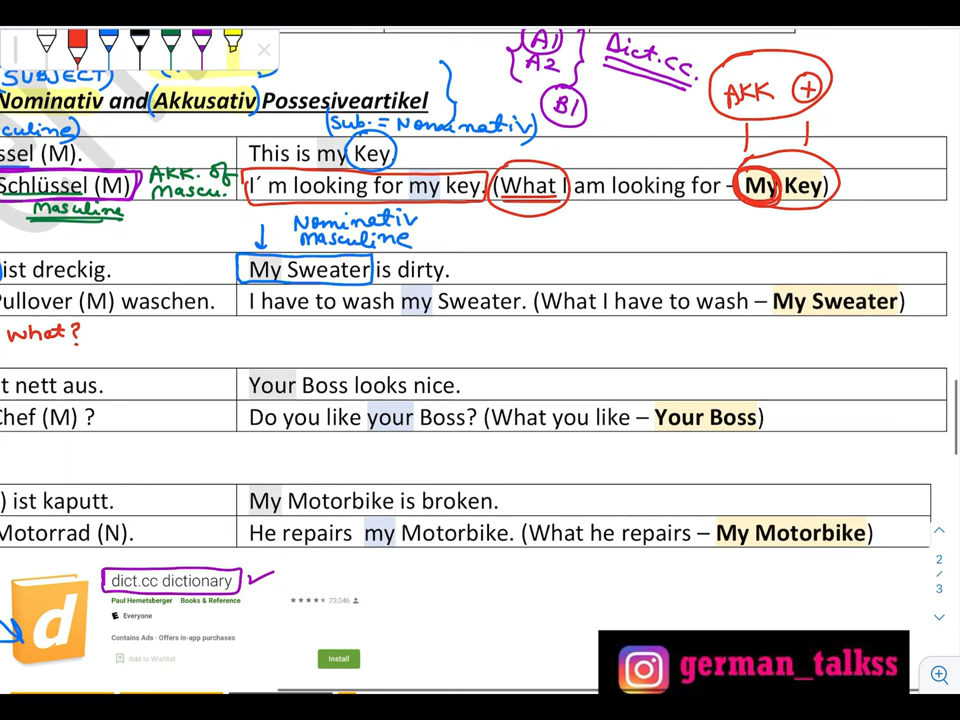 A1
A2
B1
Dict.cc.
(SUBJECT)
Nominativ and Akkusativ Possesiveartikel
(Sub. = Nominativ)
AKK +
culine)
ssel (M). This is my Key.
Schlüssel (M) AKK. of Mascu. I´ m looking for my key. (What I am looking for – My Key)
Masculine
Nominativ
masculine
ist dreckig. My Sweater is dirty.
Pullover (M) waschen. I have to wash my Sweater. (What I have to wash – My Sweater)
what?
t nett aus. Your Boss looks nice.
Chef (M) ? Do you like your Boss? (What you like – Your Boss)
) ist kaputt. My Motorbike is broken.
Motorrad (N). He repairs my Motorbike. (What he repairs – My Motorbike)
2
/
3
d
dict.cc dictionary
Paul Hemetsberger Books & Reference 23,046
E Everyone
Contains Ads · Offers in-app purchases
Add to Wishlist Install
german_talkss